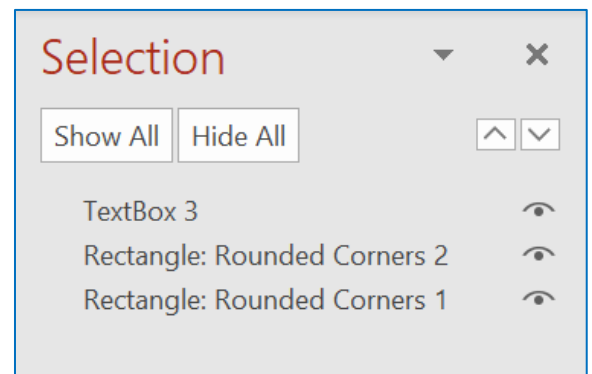 Selection
Show All Hide All
TextBox 3
Rectangle: Rounded Corners 2
Rectangle: Rounded Corners 1